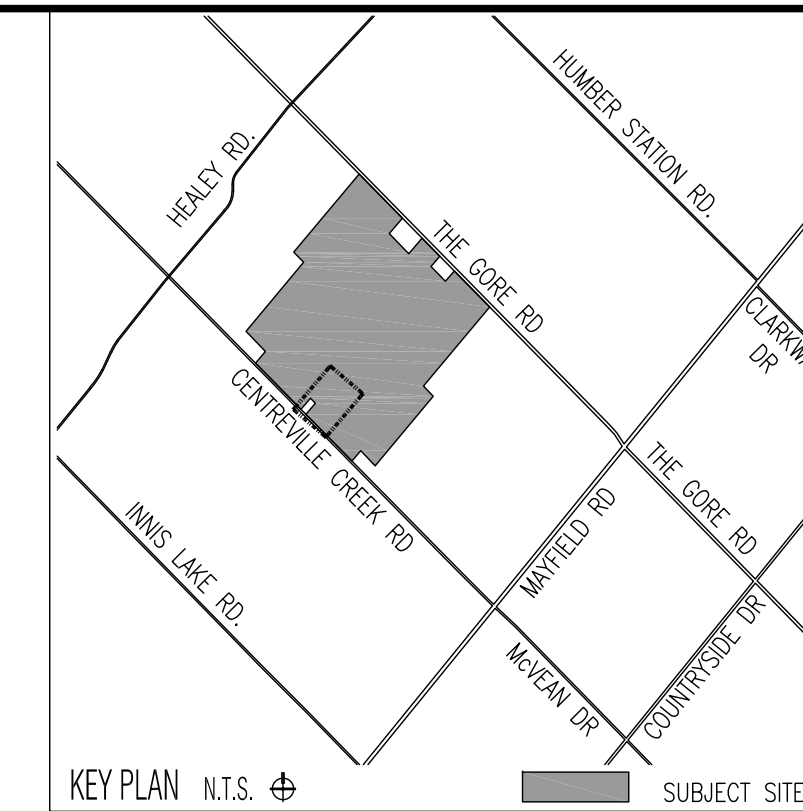 HUMBER STATION RD.
HEALEY RD.
THE GORE RD
CLARKW
DR
CENTREVILLE CREEK RD
THE GORE RD
MAYFIELD RD
INNIS LAKE RD.
COUNTRYSIDE DR
McVEAN DR
KEY PLAN N.T.S.
SUBJECT SITE